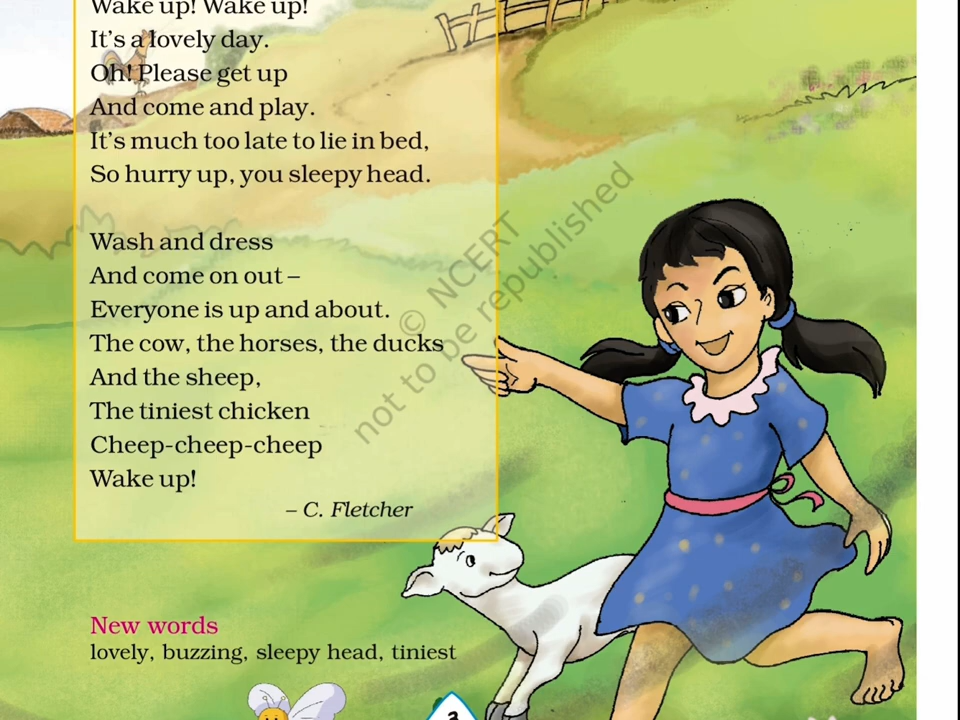 Wake up! Wake up!
It's a lovely day.
Oh! Please get up
And come and play.
It's much too late to lie in bed,
So hurry up, you sleepy head.
Wash and dress
And come on out –
Everyone is up and about.
The cow, the horses, the ducks
And the sheep,
The tiniest chicken
Cheep-cheep-cheep
Wake up!
– C. Fletcher
© NCERT
not to be republished
New words
lovely, buzzing, sleepy head, tiniest
3